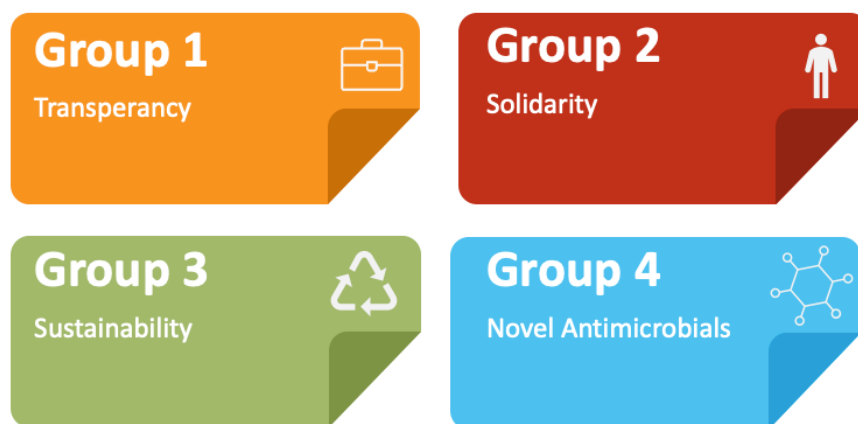 Group 1
Transperancy
Group 2
Solidarity
Group 3
Sustainability
Group 4
Novel Antimicrobials